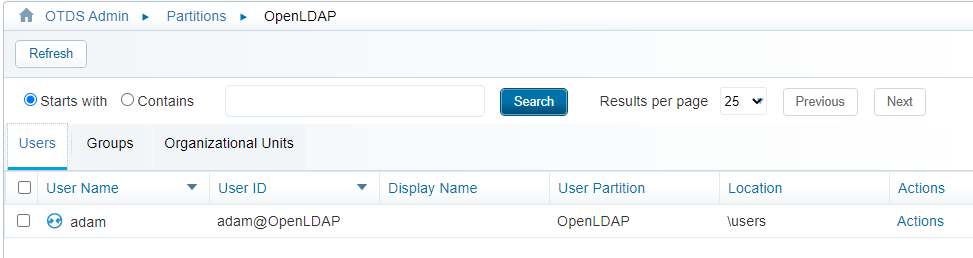 OTDS Admin ▸ Partitions ▸ OpenLDAP
Refresh
Starts with Contains Search Results per page 25 Previous Next
Users Groups Organizational Units
User Name User ID Display Name User Partition Location Actions
adam adam@OpenLDAP OpenLDAP \users Actions